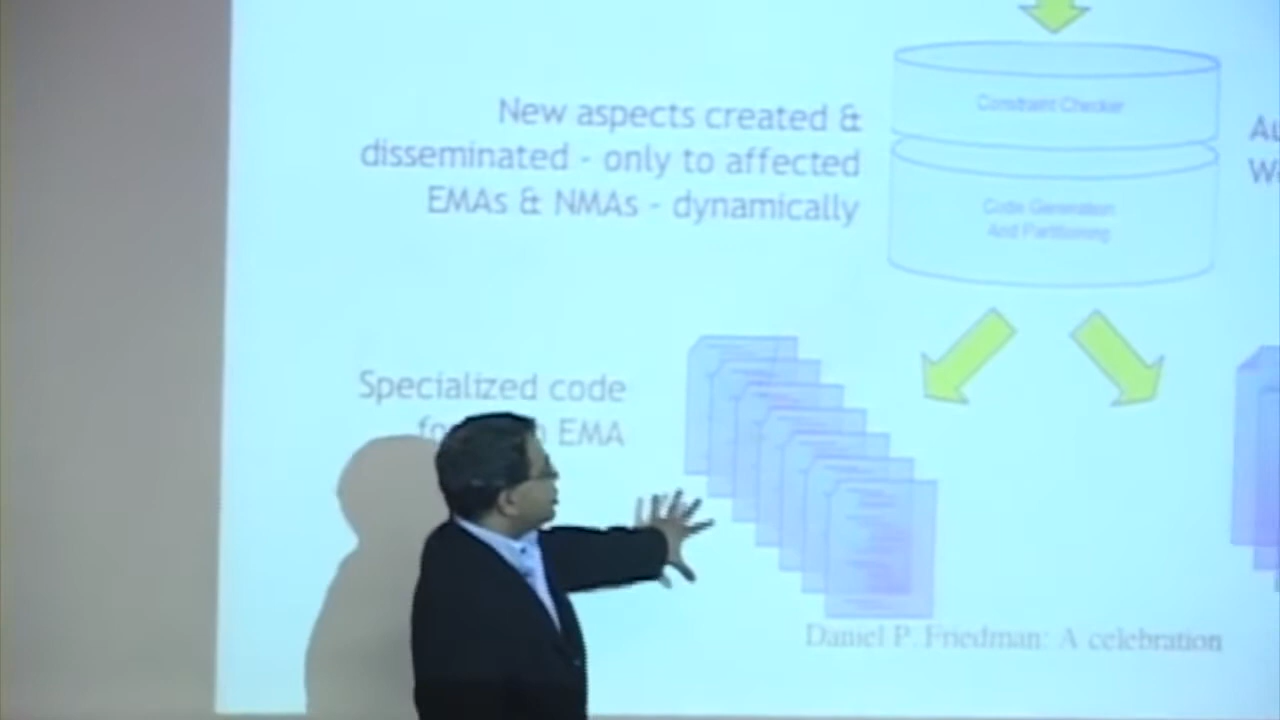 New aspects created &
disseminated - only to affected
EMAs & NMAs - dynamically
Constraint Checker
Code Generation
And Partitioning
Specialized code
EMA
Daniel P. Friedman: A celebration